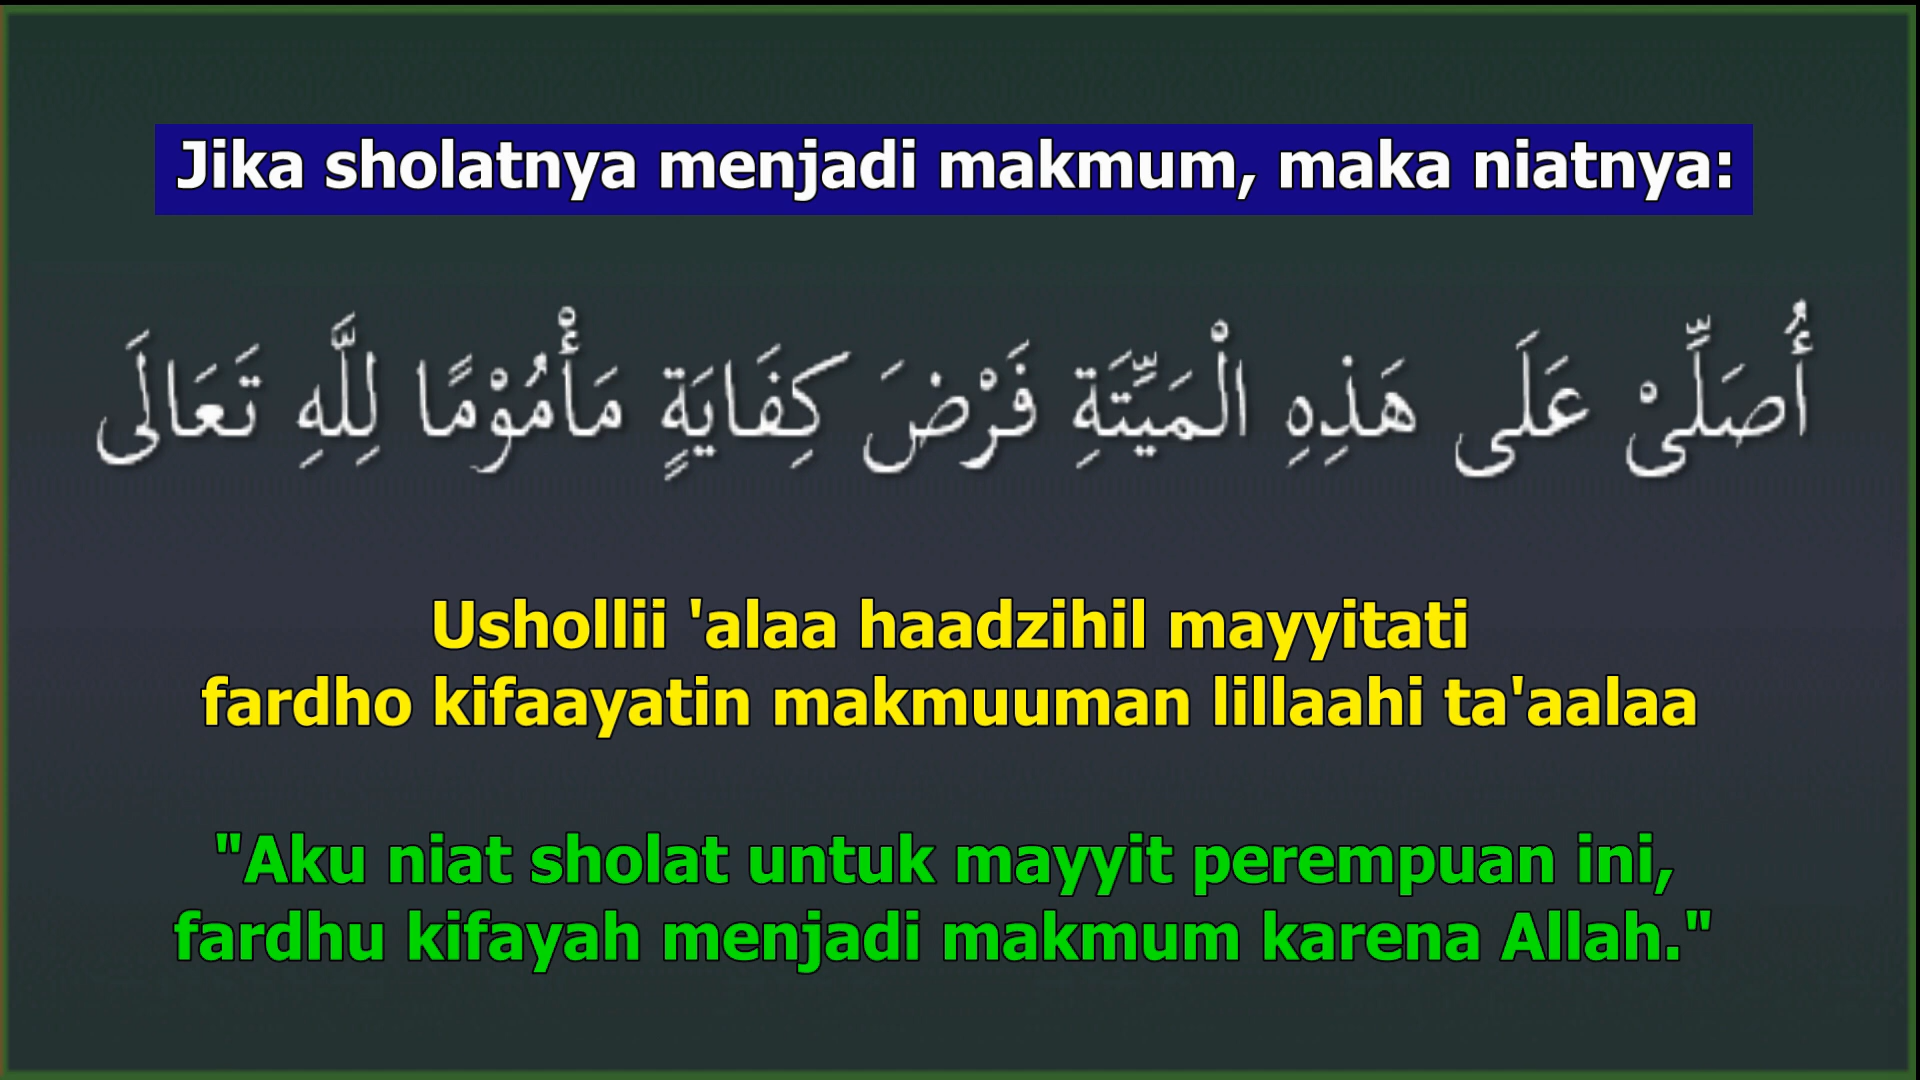 Jika sholatnya menjadi makmum, maka niatnya:
أُصَلِّيْ عَلَى هَذِهِ الْمَيِّتَةِ فَرْضَ كِفَايَةٍ مَأْمُوْمًا لِلَّهِ تَعَالَى
Ushollii 'alaa haadzihil mayyitati
fardho kifaayatin makmuuman lillaahi ta'aalaa
"Aku niat sholat untuk mayyit perempuan ini,
fardhu kifayah menjadi makmum karena Allah."